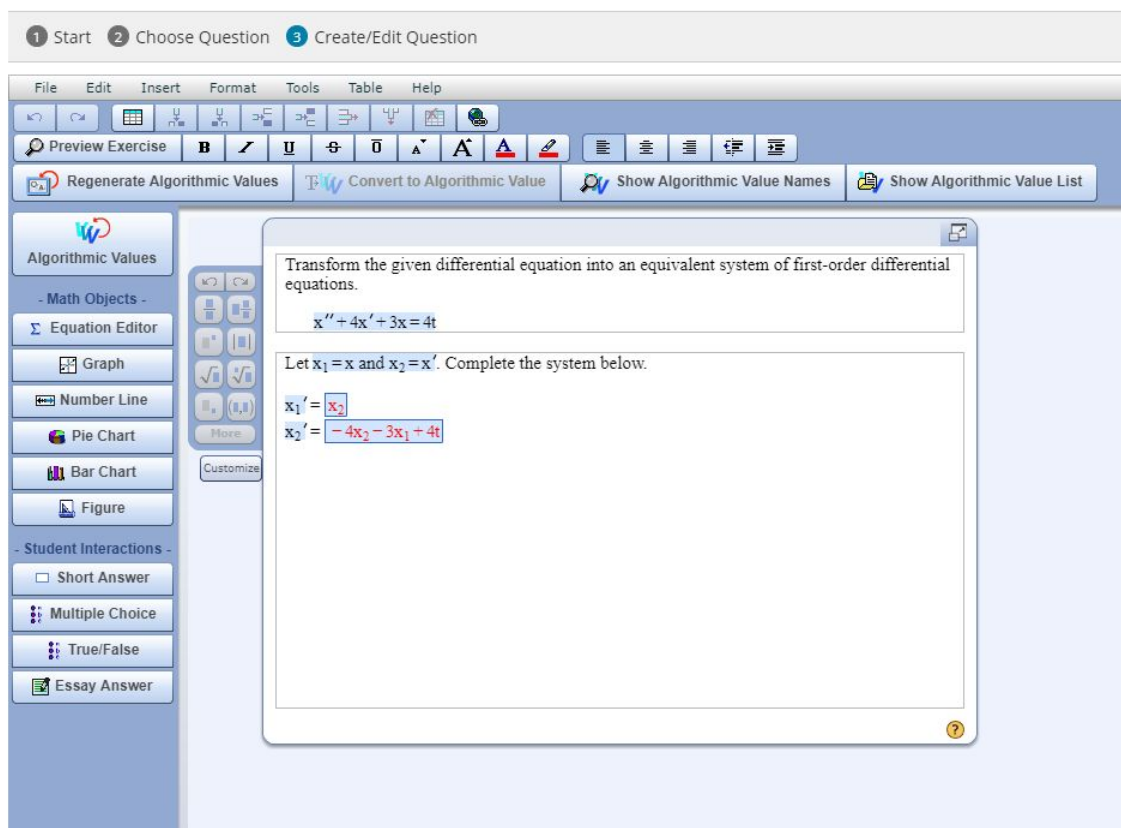 1 Start 2 Choose Question 3 Create/Edit Question
File Edit Insert Format Tools Table Help
Preview Exercise B I U S O A A A
Regenerate Algorithmic Values Convert to Algorithmic Value Show Algorithmic Value Names Show Algorithmic Value List
Algorithmic Values
- Math Objects -
Σ Equation Editor
Graph
Number Line
Pie Chart
Bar Chart
Figure
- Student Interactions -
Short Answer
Multiple Choice
True/False
Essay Answer
More
Customize
Transform the given differential equation into an equivalent system of first-order differential
equations.
x′′ + 4x′ + 3x = 4t
Let x₁ = x and x₂ = x′. Complete the system below.
x₁′ = x₂
x₂′ = − 4x₂ − 3x₁ + 4t
?